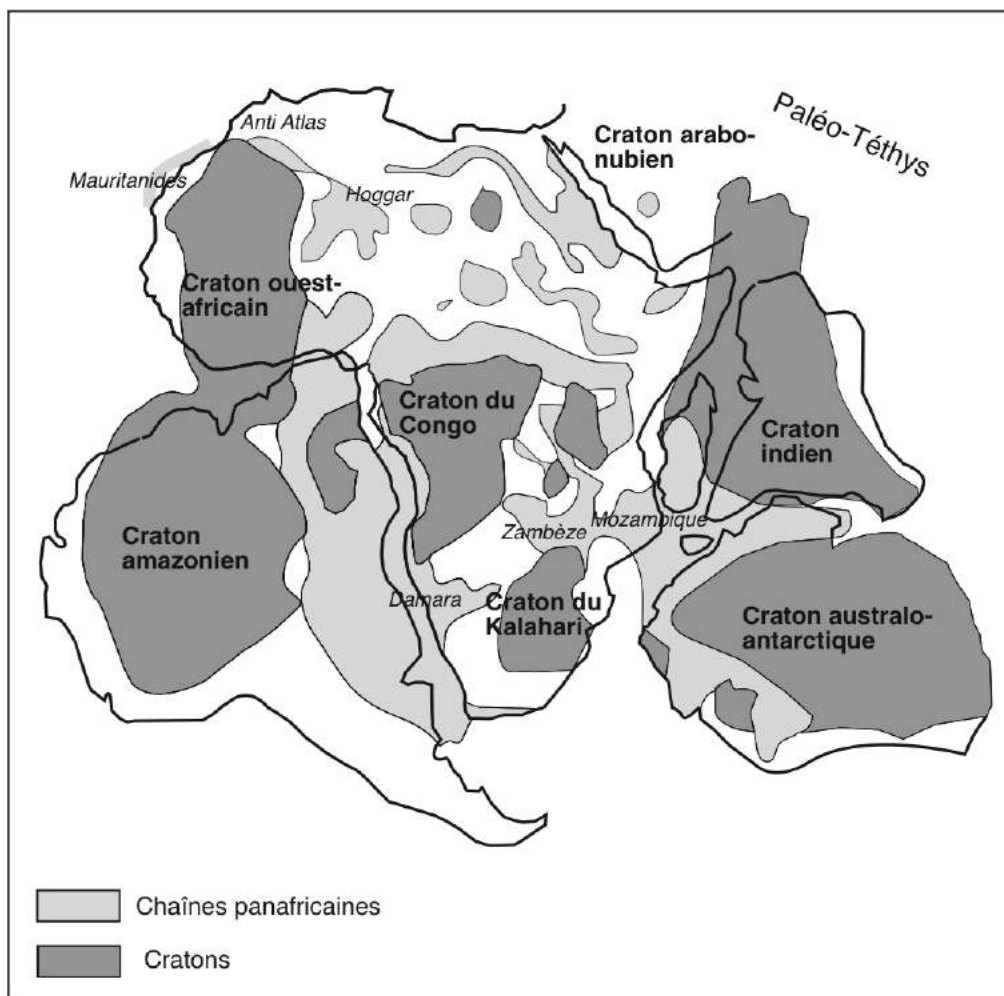 Paléo-Téthys
Anti Atlas
Craton arabo-
nubien
Mauritanides
Hoggar
Craton ouest-
africain
Craton du
Congo
Craton
indien
Craton
amazonien
Zambèze
Mozambique
Damara
Craton du
Kalahari
Craton australo-
antarctique
Chaînes panafricaines
Cratons